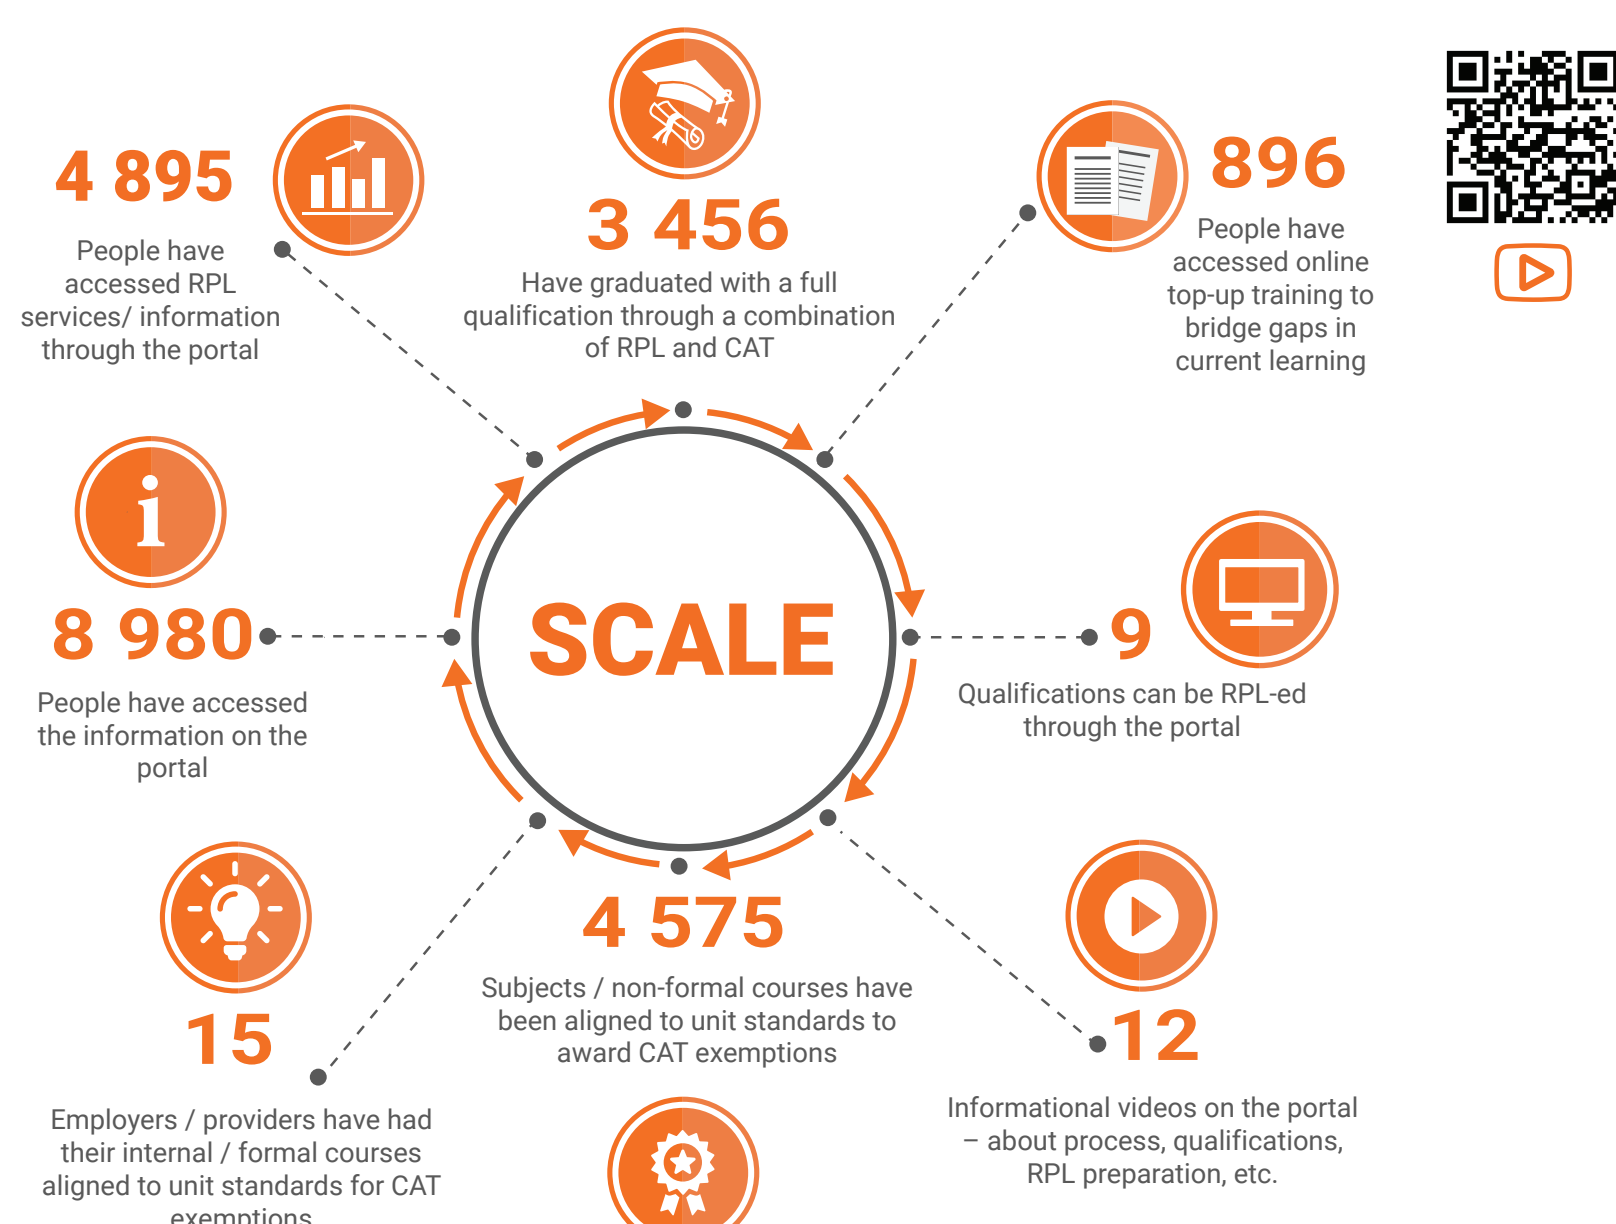 4 895
People have
accessed RPL
services/ information
through the portal
3 456
Have graduated with a full
qualification through a combination
of RPL and CAT
896
People have
accessed online
top-up training to
bridge gaps in
current learning
8 980
People have accessed
the information on the
portal
SCALE
9
Qualifications can be RPL-ed
through the portal
15
Employers / providers have had
their internal / formal courses
aligned to unit standards for CAT
exemptions
4 575
Subjects / non-formal courses have
been aligned to unit standards to
award CAT exemptions
12
Informational videos on the portal
– about process, qualifications,
RPL preparation, etc.